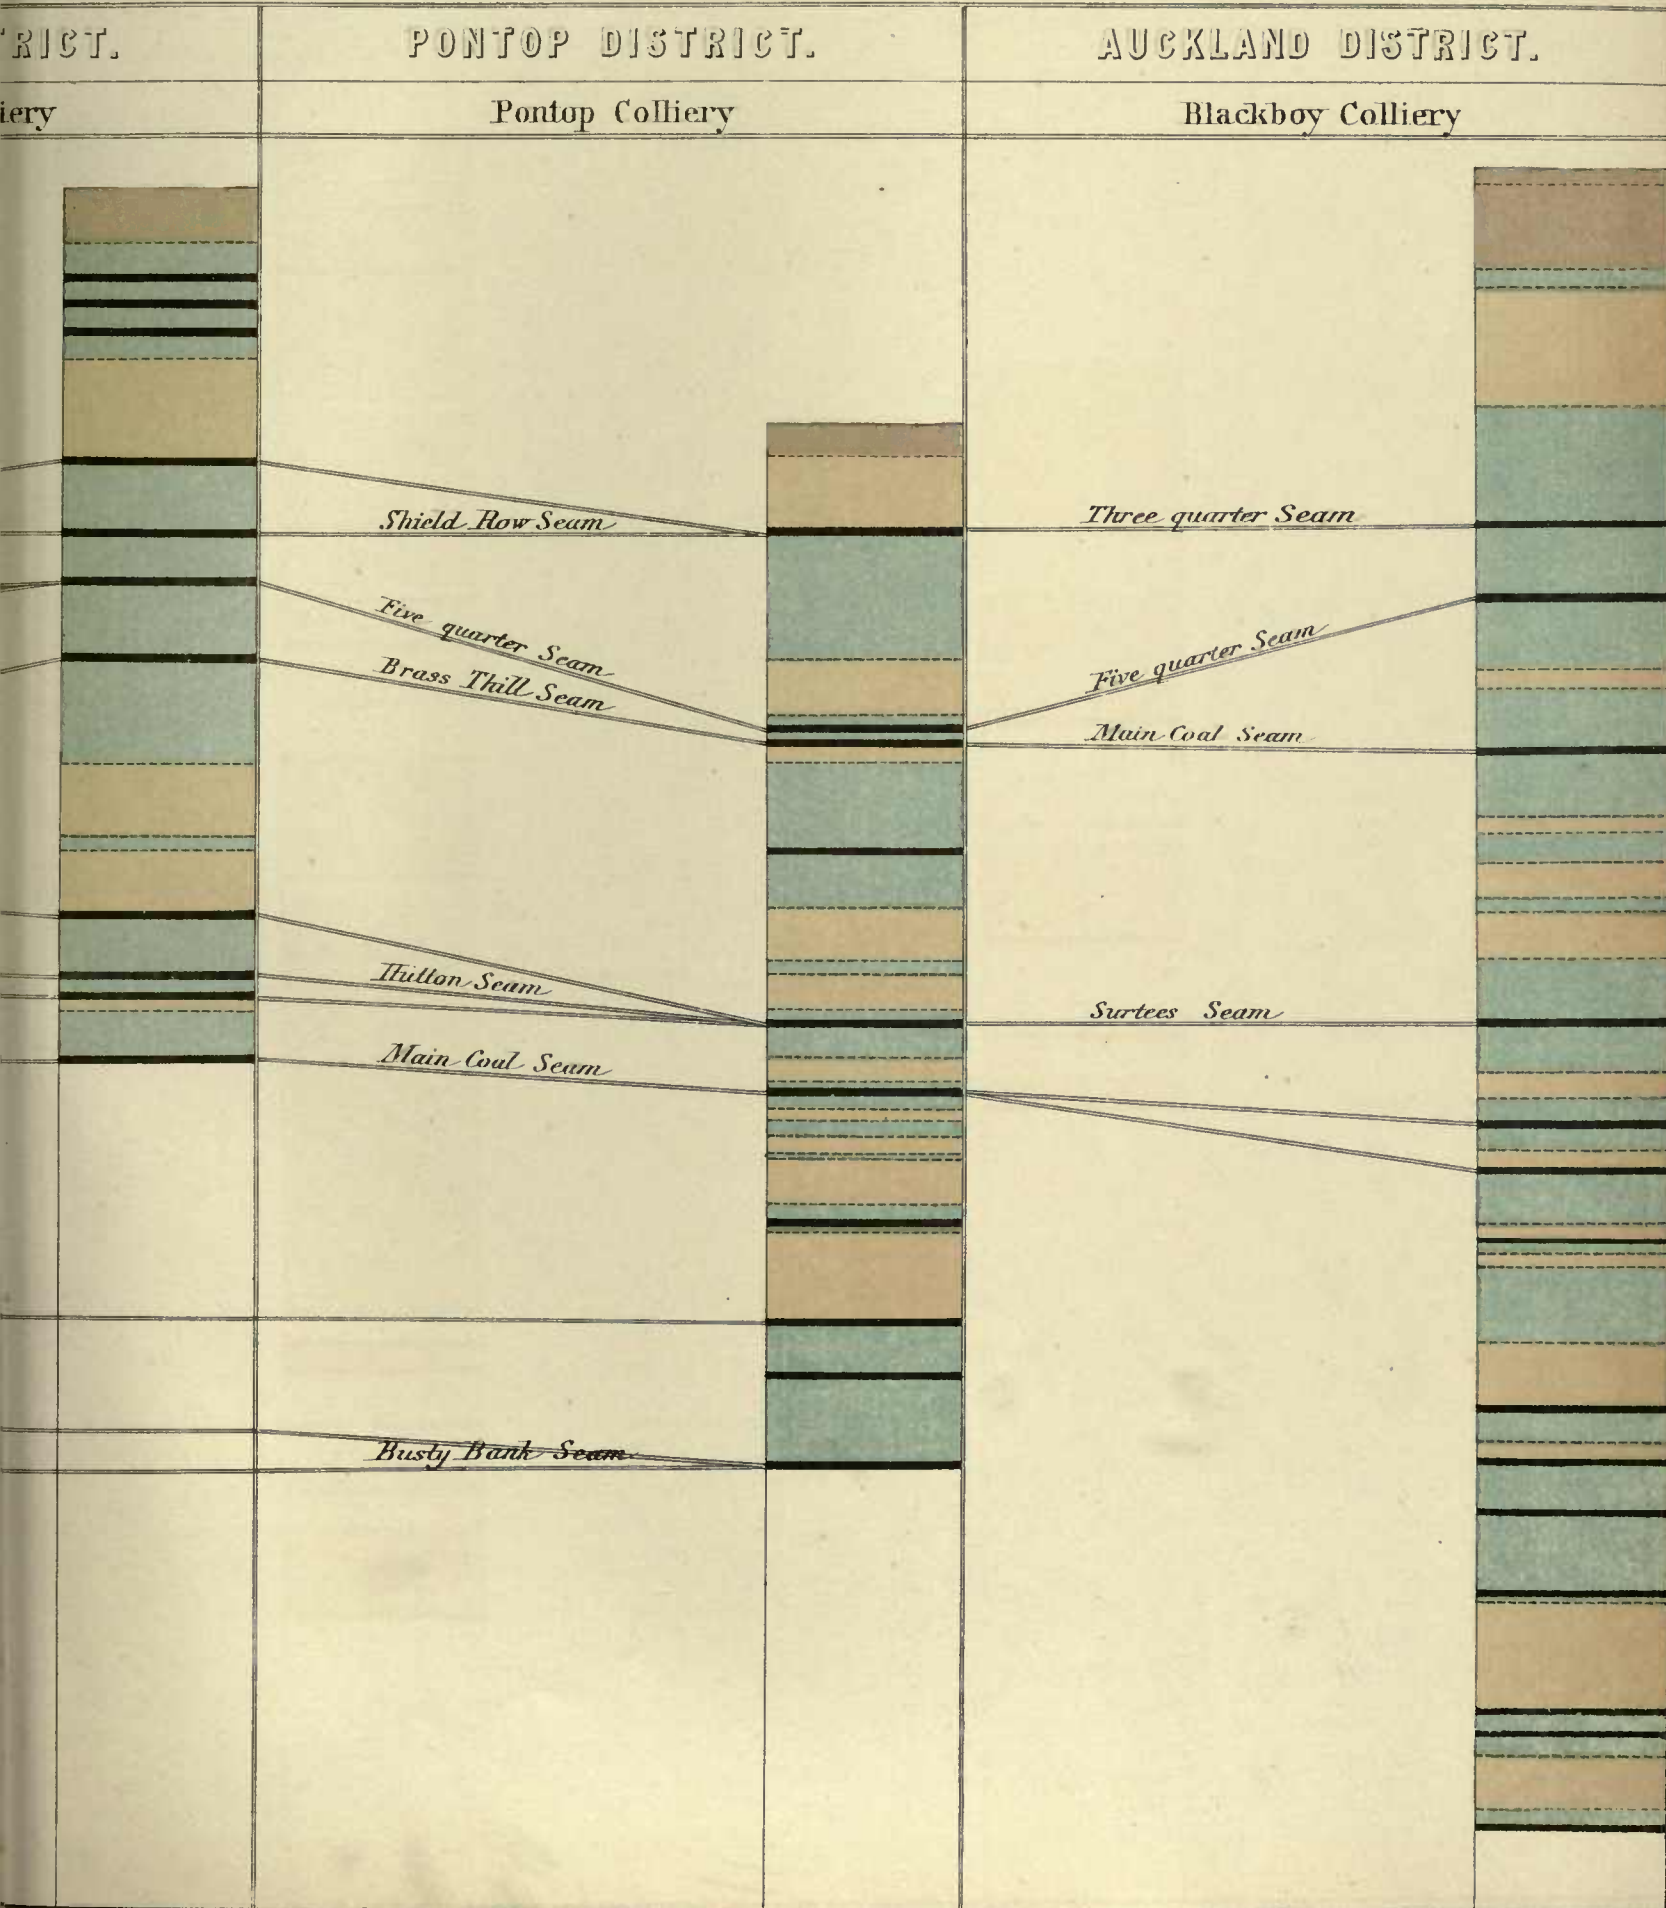 RICT.
PONTOP DISTRICT.
AUCKLAND DISTRICT.
iery
Pontop Colliery
Blackboy Colliery
Shield Row Seam
Five quarter Seam
Brass Thill Seam
Hutton Seam
Main Coal Seam
Busty Bank Seam
Three quarter Seam
Five quarter Seam
Main Coal Seam
Surtees Seam